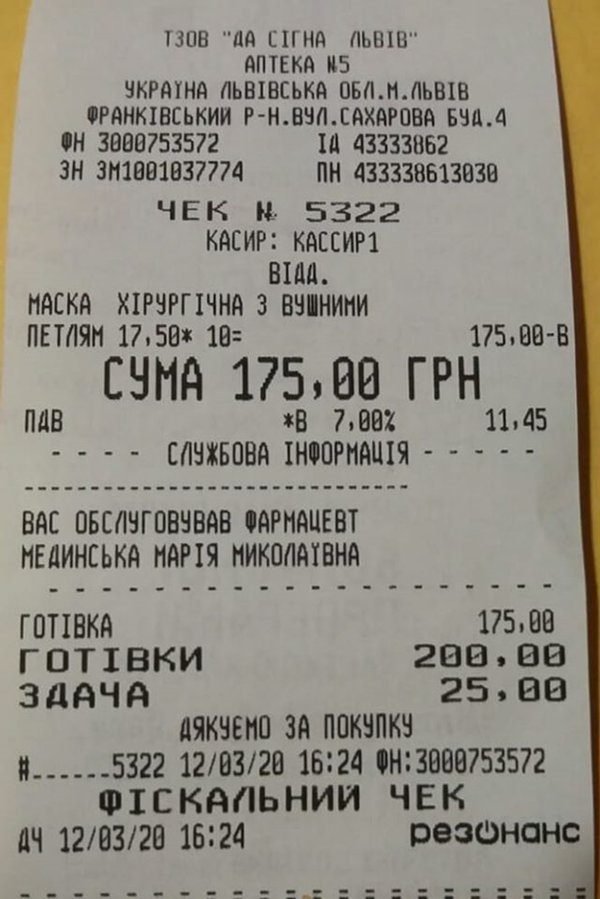 ТЗОВ "ДА СІГНА ЛЬВІВ"
АПТЕКА №5
УКРАЇНА ЛЬВІВСЬКА ОБЛ.М.ЛЬВІВ
ФРАНКІВСЬКИЙ Р-Н.ВУЛ.САХАРОВА БУД.4
ФН 3000753572 ІД 43333862
ЗН ЗМ1001037774 ПН 433338613030
ЧЕК № 5322
КАСИР: КАССИР1
ВІДД.
МАСКА ХІРУРГІЧНА З ВУШНИМИ
ПЕТЛЯМ 17,50* 10= 175,00-В
СУМА 175,00 ГРН
ПДВ *В 7,00% 11,45
- - - - СЛУЖБОВА ІНФОРМАЦІЯ - - - - -
------------------------------
ВАС ОБСЛУГОВУВАВ ФАРМАЦЕВТ
МЕДИНСЬКА МАРІЯ МИКОЛАЇВНА
- - - - - - - - - - - - - - - - - - -
ГОТІВКА 175,00
ГОТІВКИ 200,00
ЗДАЧА 25,00
ДЯКУЄМО ЗА ПОКУПКУ
#......5322 12/03/20 16:24 ФН:3000753572
ФІСКАЛЬНИЙ ЧЕК
ДЧ 12/03/20 16:24 резонанс